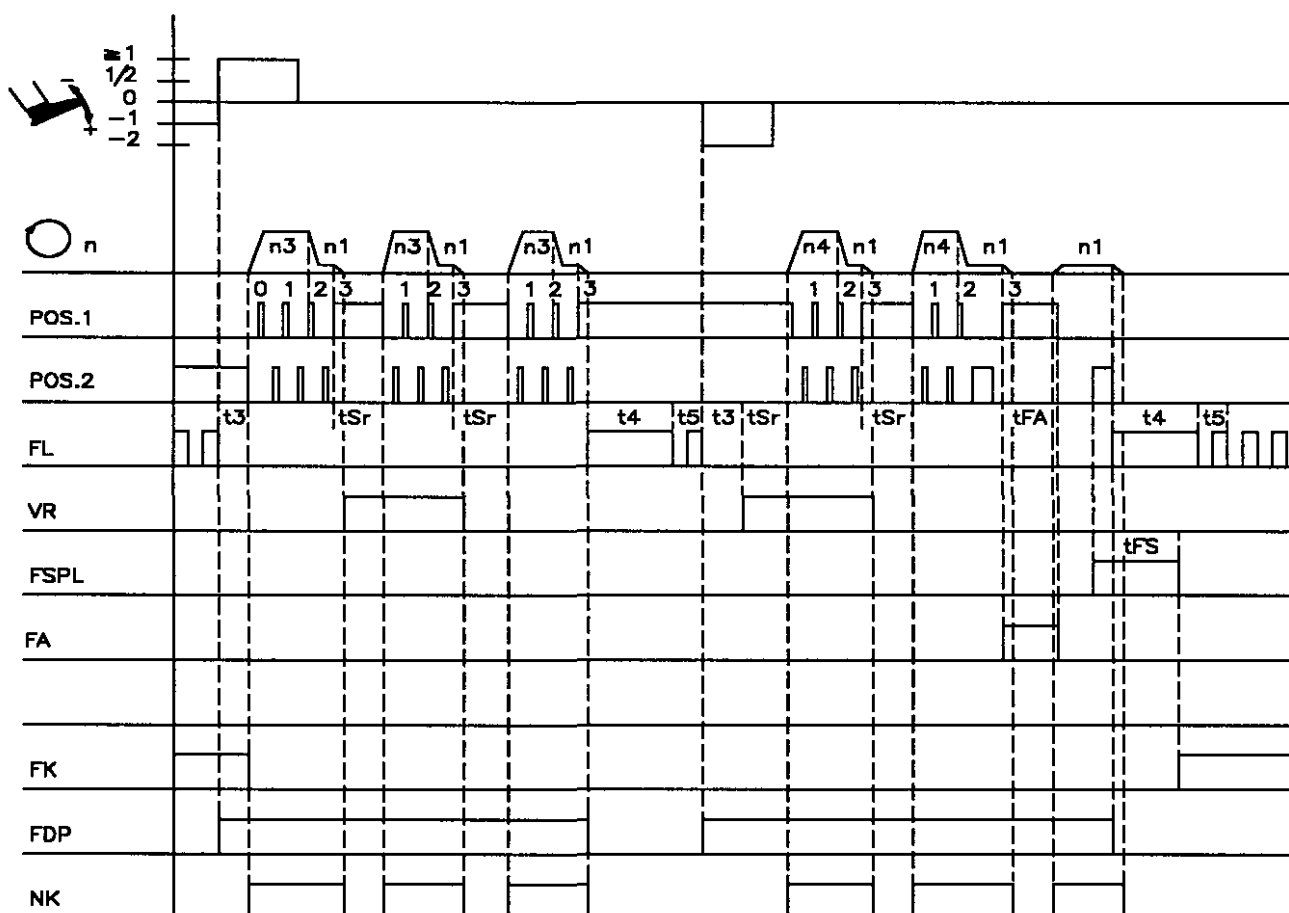 ≥1
1/2
0
-1
-2
-
+
n
n3 n1 n3 n1 n3 n1 n4 n1 n4 n1 n1
0 1 2 3 1 2 3 1 2 3 1 2 3 1 2 3
POS.1
POS.2
t3 tSr tSr t4 t5 t3 tSr tSr tFA t4 t5
FL
VR
tFS
FSPL
FA
FK
FDP
NK